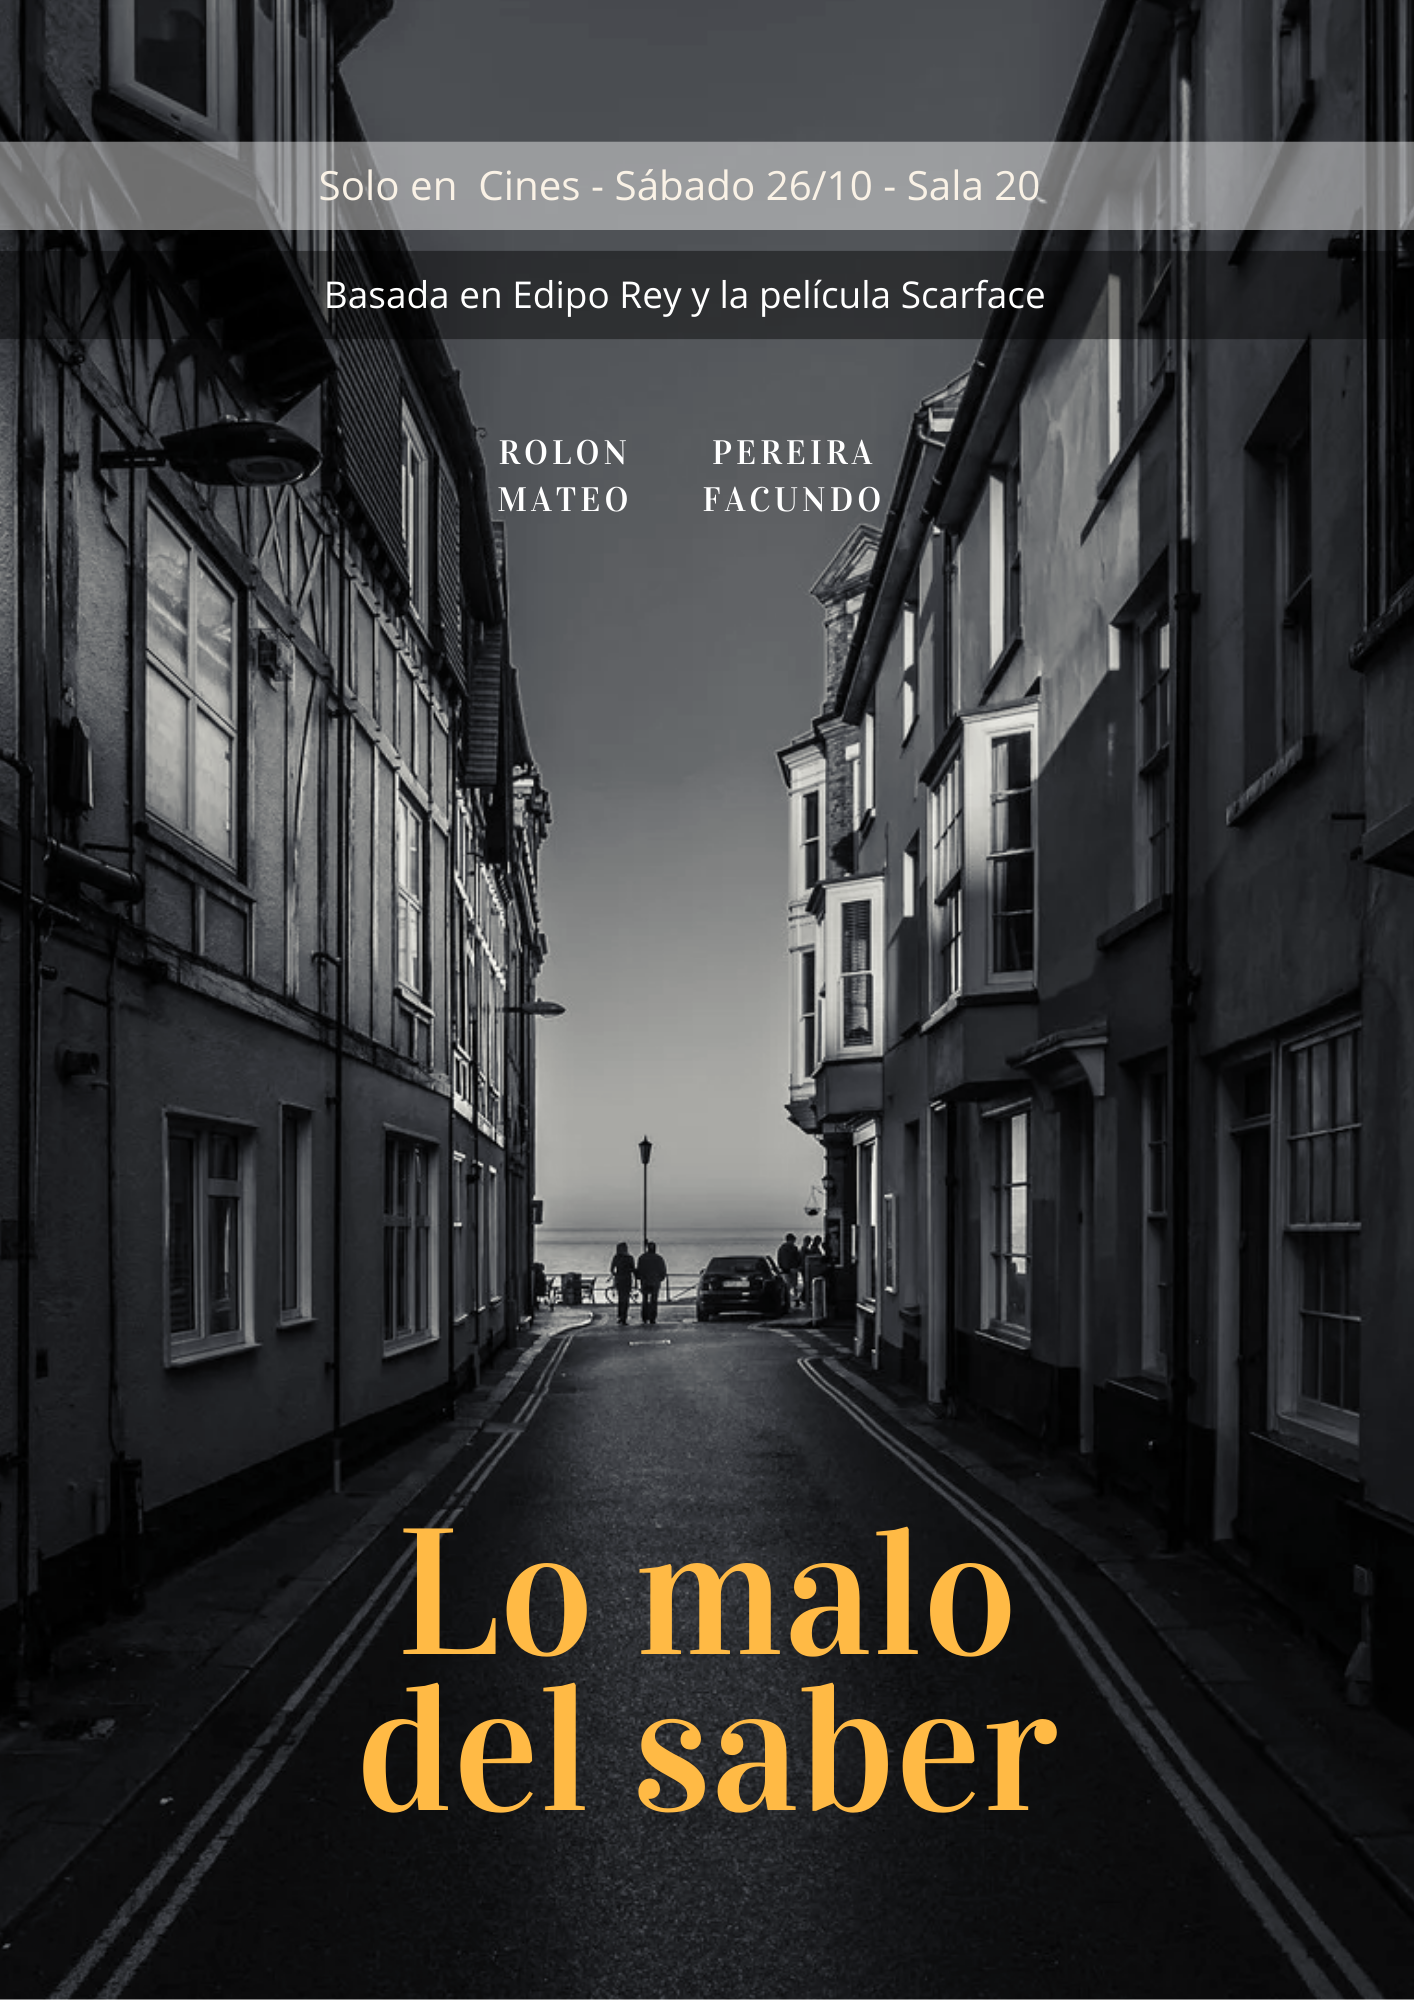 Solo en  Cines - Sábado 26/10 - Sala 20
Basada en Edipo Rey y la película Scarface
ROLON
MATEO
PEREIRA
FACUNDO
Lo malo
del saber